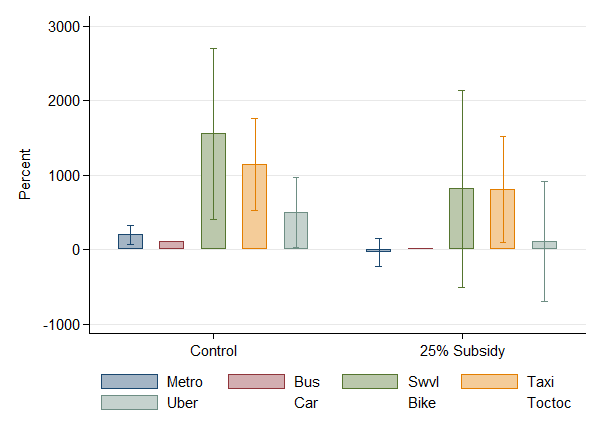 3000
2000
1000
0
-1000
Percent
Control 25% Subsidy
Metro Bus Swvl Taxi
Uber Car Bike Toctoc